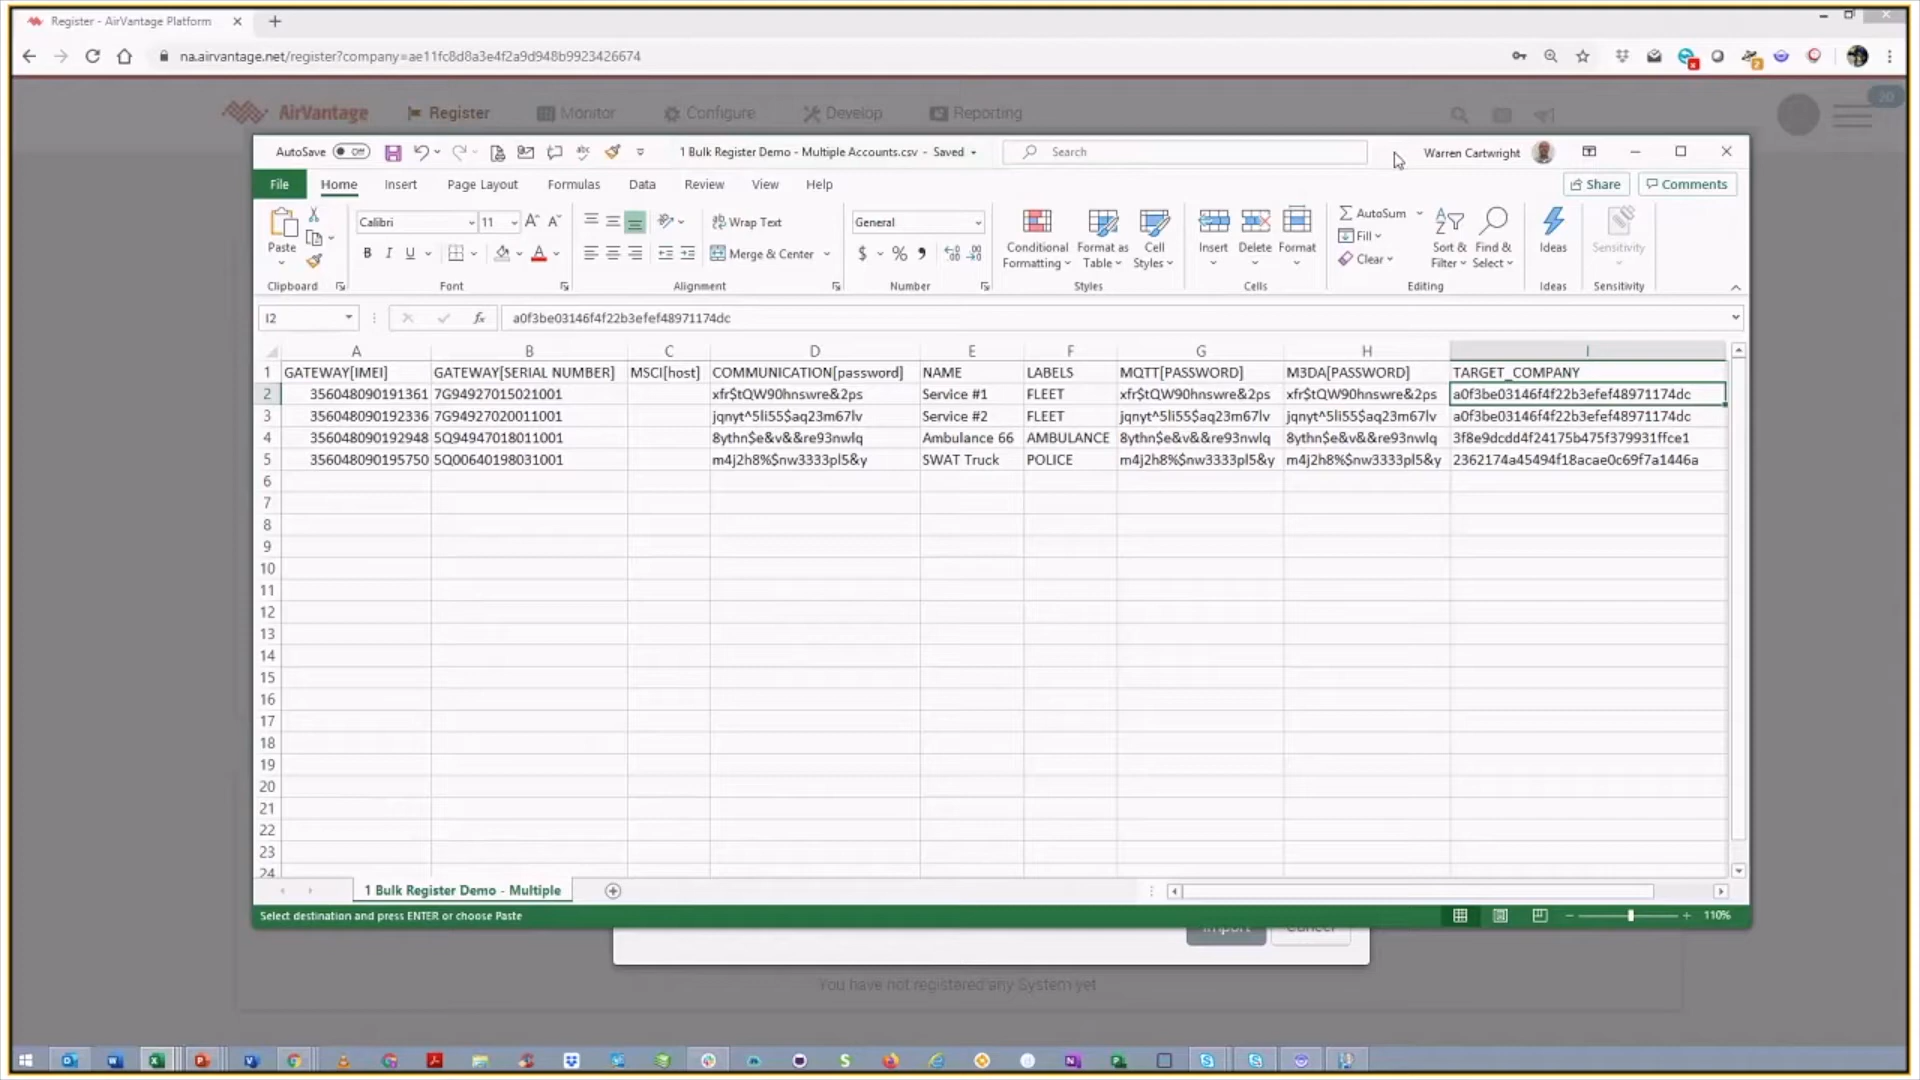 Register - AirVantage Platform
na.airvantage.net/register?company=ae11fc8d8a3e4f2a9d948b9923426674
AirVantage Register Monitor Configure Develop Reporting
20
AutoSave Off 1 Bulk Register Demo - Multiple Accounts.csv - Saved Search Warren Cartwright
File Home Insert Page Layout Formulas Data Review View Help Share Comments
Calibri 11 Wrap Text General AutoSum
Paste Conditional Formatting Format as Table Cell Styles Insert Delete Format Fill Sort & Filter Find & Select Ideas Sensitivity
B I U Merge & Center $ % Clear
Clipboard Font Alignment Number Styles Cells Editing Ideas Sensitivity
I2 fx a0f3be03146f4f22b3efef48971174dc
A B C D E F G H I
1 GATEWAY[IMEI] GATEWAY[SERIAL NUMBER] MSCI[host] COMMUNICATION[password] NAME LABELS MQTT[PASSWORD] M3DA[PASSWORD] TARGET_COMPANY
2 356048090191361 7G94927015021001 xfr$tQW90hnswre&2ps Service #1 FLEET xfr$tQW90hnswre&2ps xfr$tQW90hnswre&2ps a0f3be03146f4f22b3efef48971174dc
3 356048090192336 7G94927020011001 jqnyt^5li55$aq23m67lv Service #2 FLEET jqnyt^5li55$aq23m67lv jqnyt^5li55$aq23m67lv a0f3be03146f4f22b3efef48971174dc
4 356048090192948 5Q94947018011001 8ythn$e&v&&re93nwlq Ambulance 66 AMBULANCE 8ythn$e&v&&re93nwlq 8ythn$e&v&&re93nwlq 3f8e9dcdd4f24175b475f379931ffce1
5 356048090195750 5Q00640198031001 m4j2h8%$nw3333pl5&y SWAT Truck POLICE m4j2h8%$nw3333pl5&y m4j2h8%$nw3333pl5&y 2362174a45494f18acae0c69f7a1446a
6
7
8
9
10
11
12
13
14
15
16
17
18
19
20
21
22
23
24
1 Bulk Register Demo - Multiple
Select destination and press ENTER or choose Paste 110%
Import Cancel
You have not registered any System yet